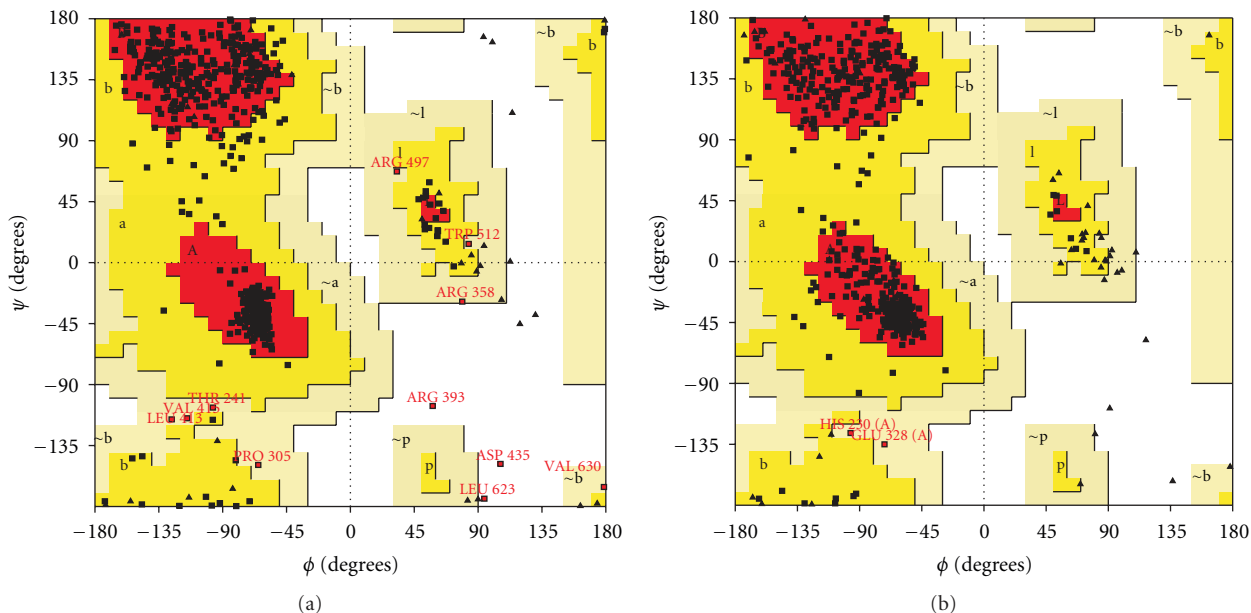 180
135
90
45
0
−45
−90
−135
−180 −135 −90 −45 0 45 90 135 180
ψ (degrees)
ϕ (degrees)
B
b
~b
~b
b
~l
l
ARG 497
a
A
TRP 512
~a
ARG 358
THR 241
VAL 415
LEU 413
ARG 393
~b
b
PRO 305
~p
p
ASP 435
VAL 630
~b
LEU 623
(a)
180
135
90
45
0
−45
−90
−135
−180 −135 −90 −45 0 45 90 135 180
ψ (degrees)
ϕ (degrees)
b
~b
~b
b
~l
l
L
a
A
~a
HIS 230 (A)
GLU 328 (A)
~b
b
~p
p
~b
(b)